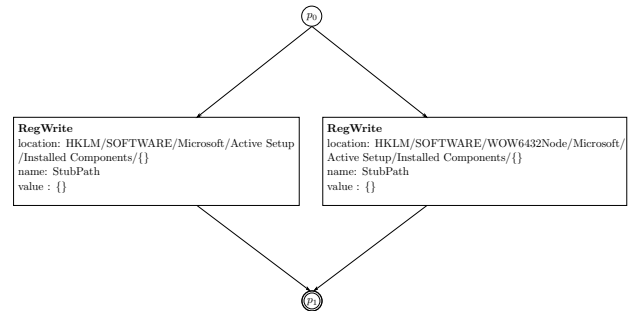 p0
RegWrite
location: HKLM/SOFTWARE/Microsoft/Active Setup
/Installed Components/{}
name: StubPath
value : {}
RegWrite
location: HKLM/SOFTWARE/WOW6432Node/Microsoft/
Active Setup/Installed Components/{}
name: StubPath
value : {}
p1